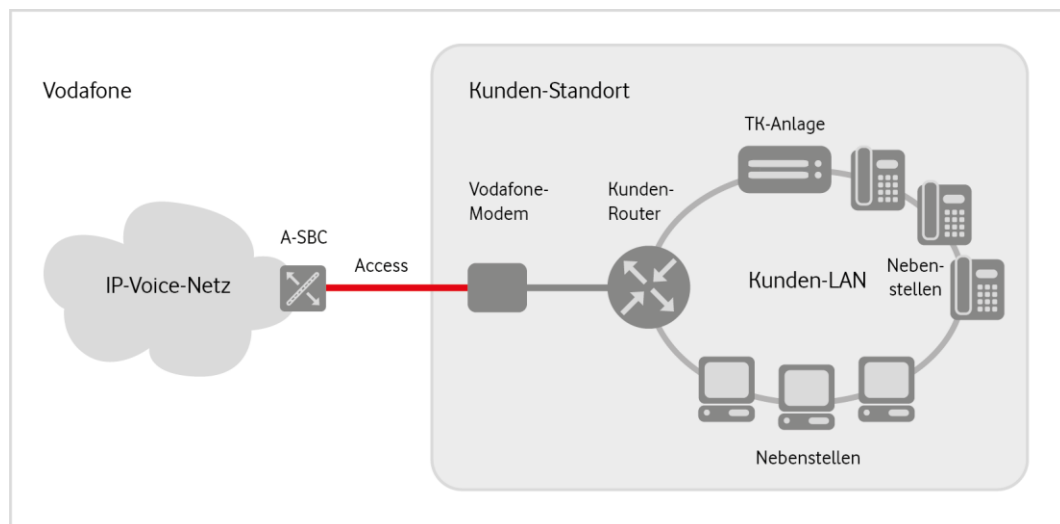 Vodafone
Kunden-Standort
TK-Anlage
Vodafone-
Modem
Kunden-
Router
A-SBC
Access
IP-Voice-Netz
Kunden-LAN
Neben-
stellen
Nebenstellen